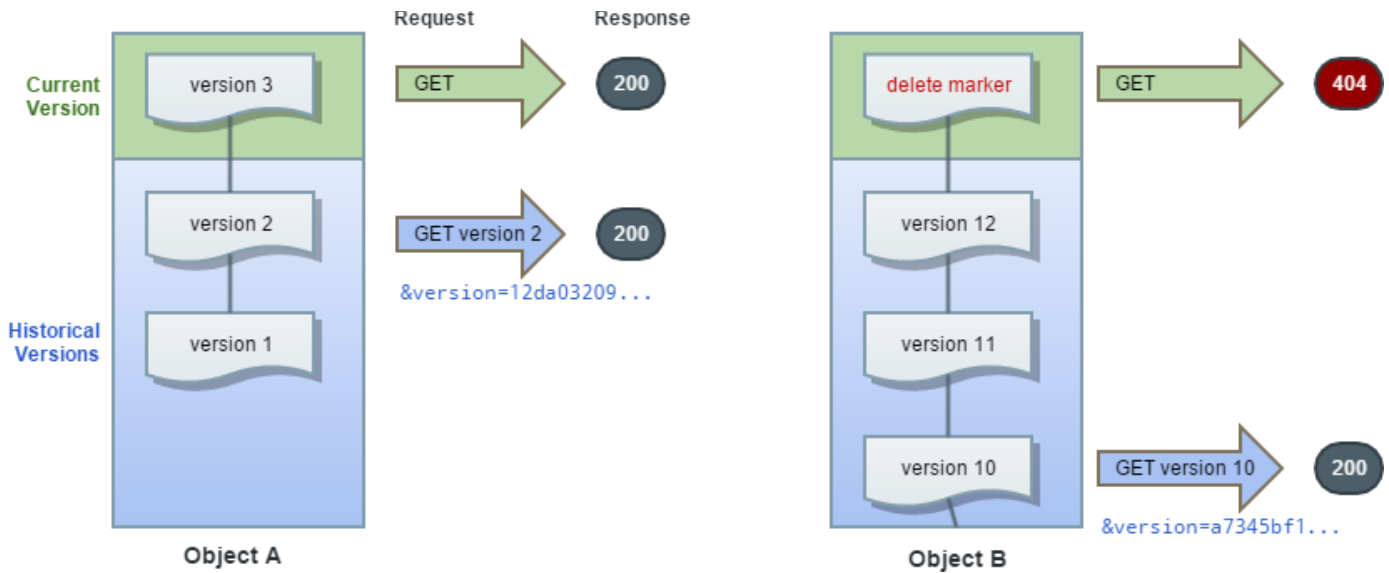 Request
Response
Current
Version
version 3
GET
200
delete marker
GET
404
version 2
GET version 2
200
&version=12da03209...
version 12
Historical
Versions
version 1
version 11
version 10
GET version 10
200
&version=a7345bf1...
Object A
Object B